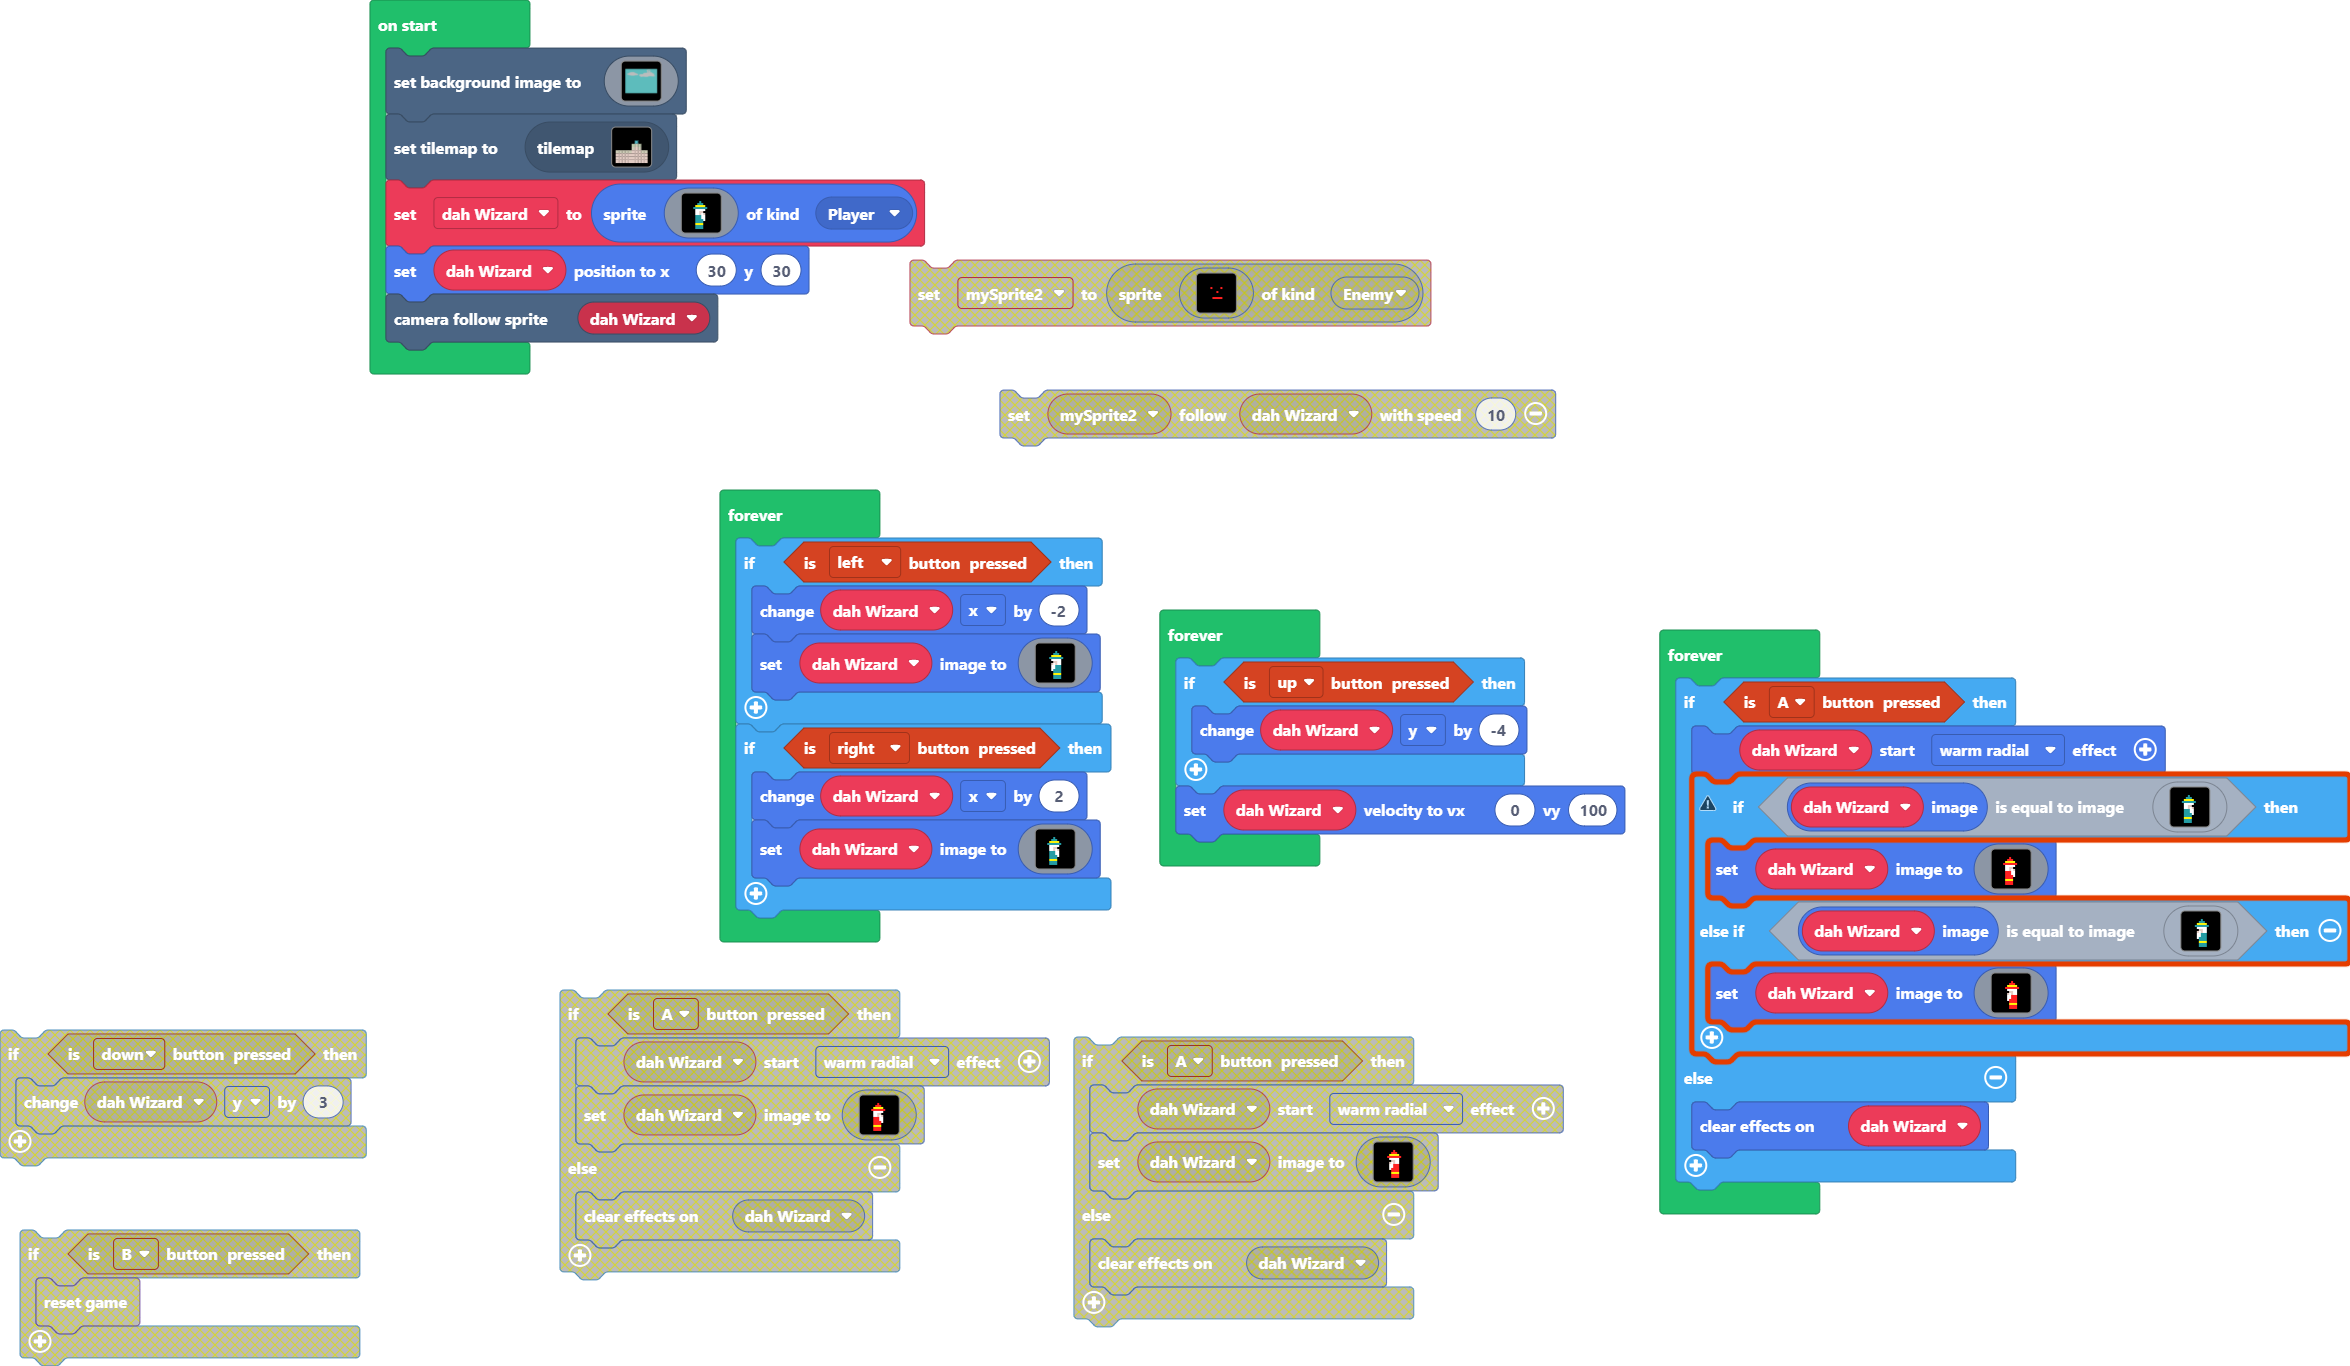 on start
set background image to
set tilemap to tilemap
set dah Wizard to sprite of kind Player
set dah Wizard position to x 30 y 30
camera follow sprite dah Wizard
set mySprite2 to sprite of kind Enemy
set mySprite2 follow dah Wizard with speed 10
forever
if is left button pressed then
change dah Wizard x by -2
set dah Wizard image to
if is right button pressed then
change dah Wizard x by 2
set dah Wizard image to
forever
if is up button pressed then
change dah Wizard y by -4
set dah Wizard velocity to vx 0 vy 100
forever
if is A button pressed then
dah Wizard start warm radial effect
if dah Wizard image is equal to image then
set dah Wizard image to
else if dah Wizard image is equal to image then
set dah Wizard image to
else
clear effects on dah Wizard
if is down button pressed then
change dah Wizard y by 3
if is B button pressed then
reset game
if is A button pressed then
dah Wizard start warm radial effect
set dah Wizard image to
else
clear effects on dah Wizard
if is A button pressed then
dah Wizard start warm radial effect
set dah Wizard image to
else
clear effects on dah Wizard